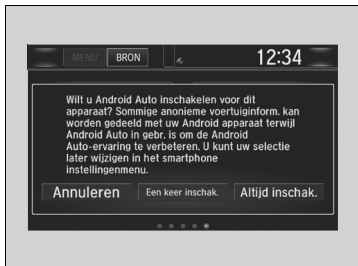 MENU BRON 12:34
Wilt u Android Auto inschakelen voor dit
apparaat? Sommige anonieme voertuiginform. kan
worden gedeeld met uw Android apparaat terwijl
Android Auto in gebr. is om de Android
Auto-ervaring te verbeteren. U kunt uw selectie
later wijzigen in het smartphone
instellingenmenu.
Annuleren Een keer inschak. Altijd inschak.